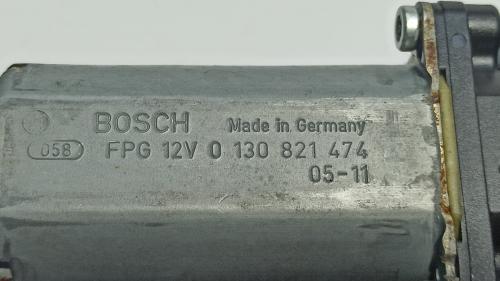 BOSCH Made in Germany
058 FPG 12V 0 130 821 474
05-11